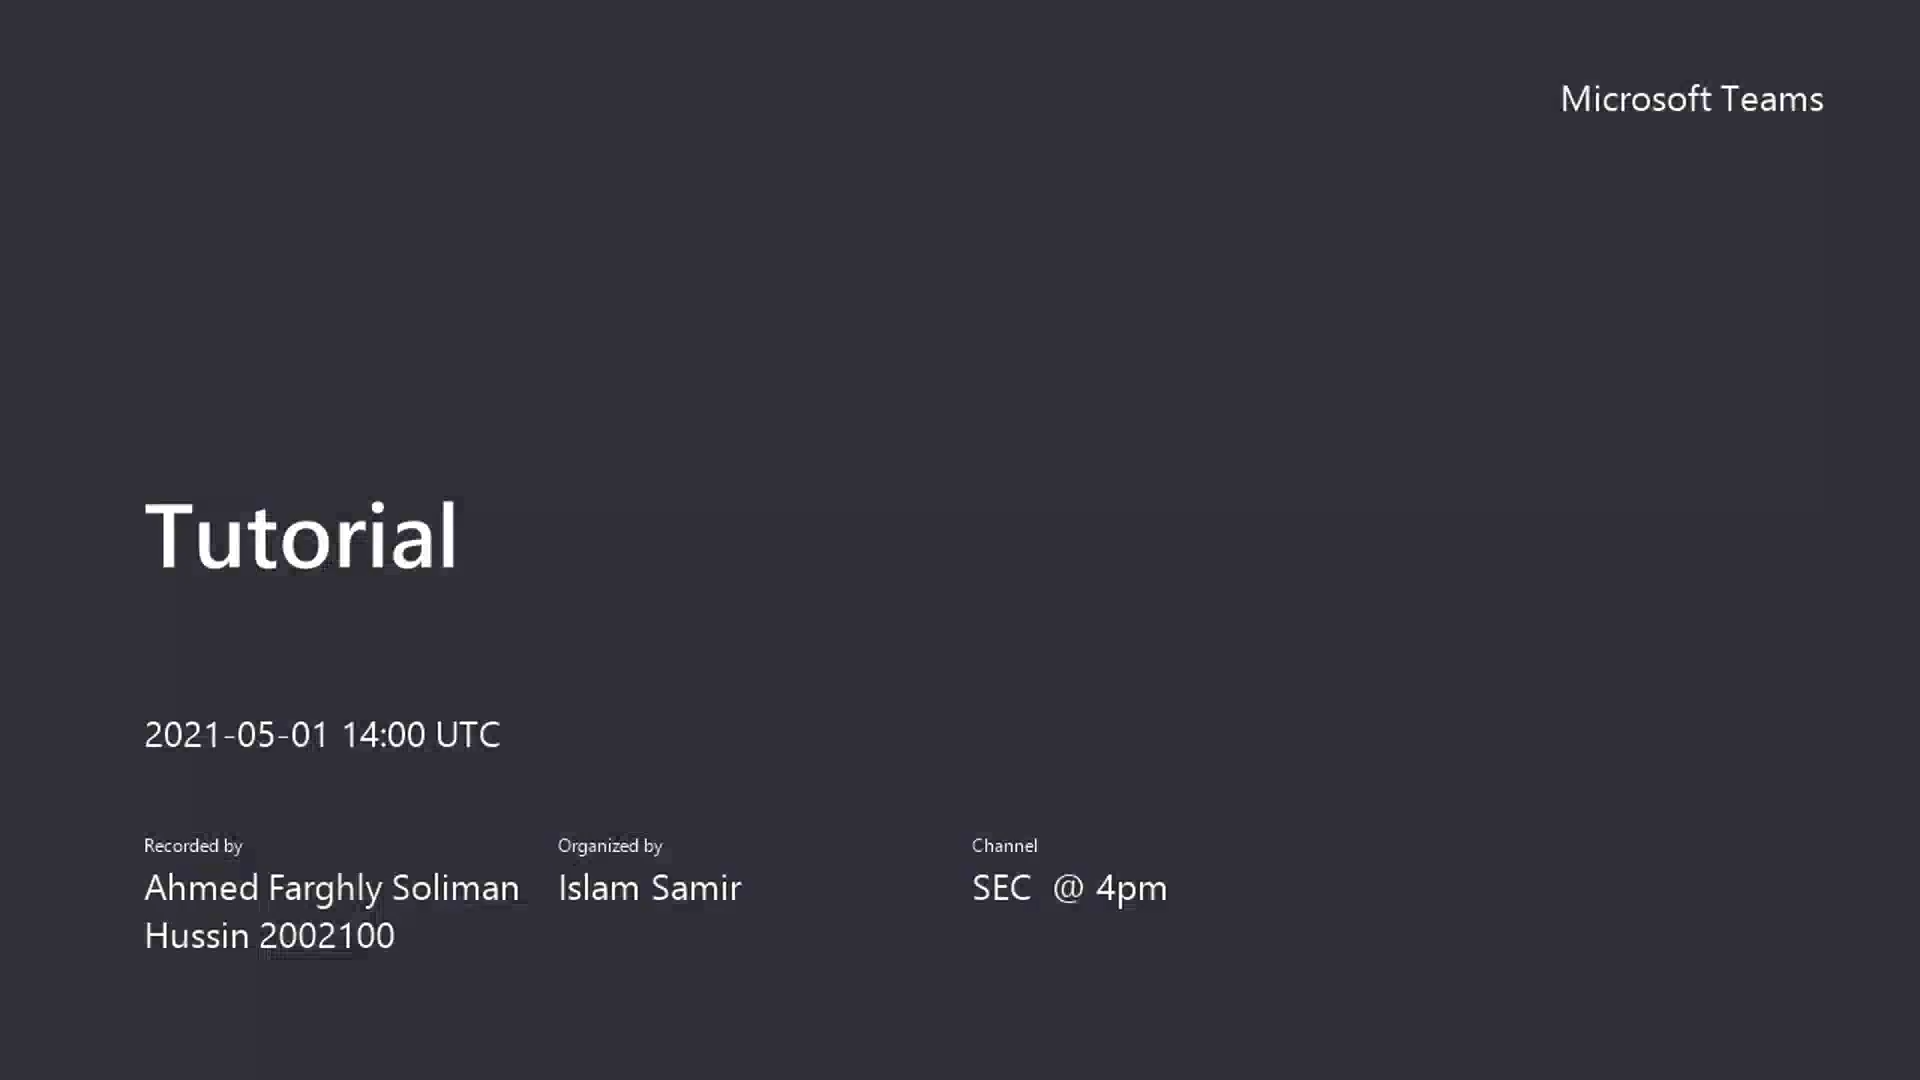 Microsoft Teams
Tutorial
2021-05-01 14:00 UTC
Recorded by
Ahmed Farghly Soliman
Hussin 2002100
Organized by
Islam Samir
Channel
SEC  @ 4pm